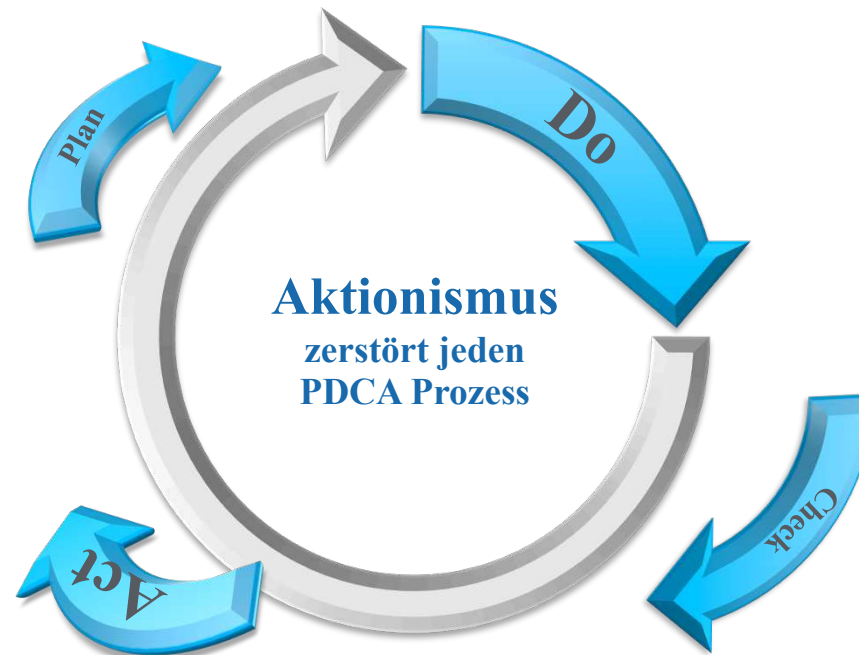 Plan
Do
Aktionismus
zerstört jeden
PDCA Prozess
Check
Act